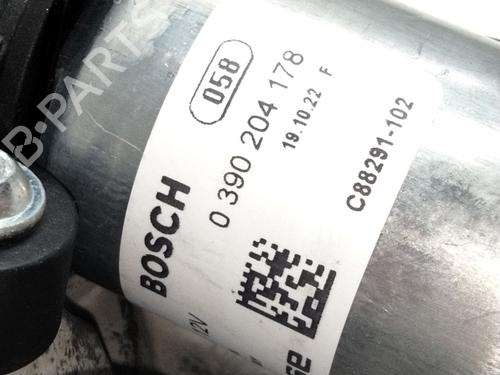 058
0 390 204 178
19.10.22 F
C88291-102
BOSCH
12V
B-Parts